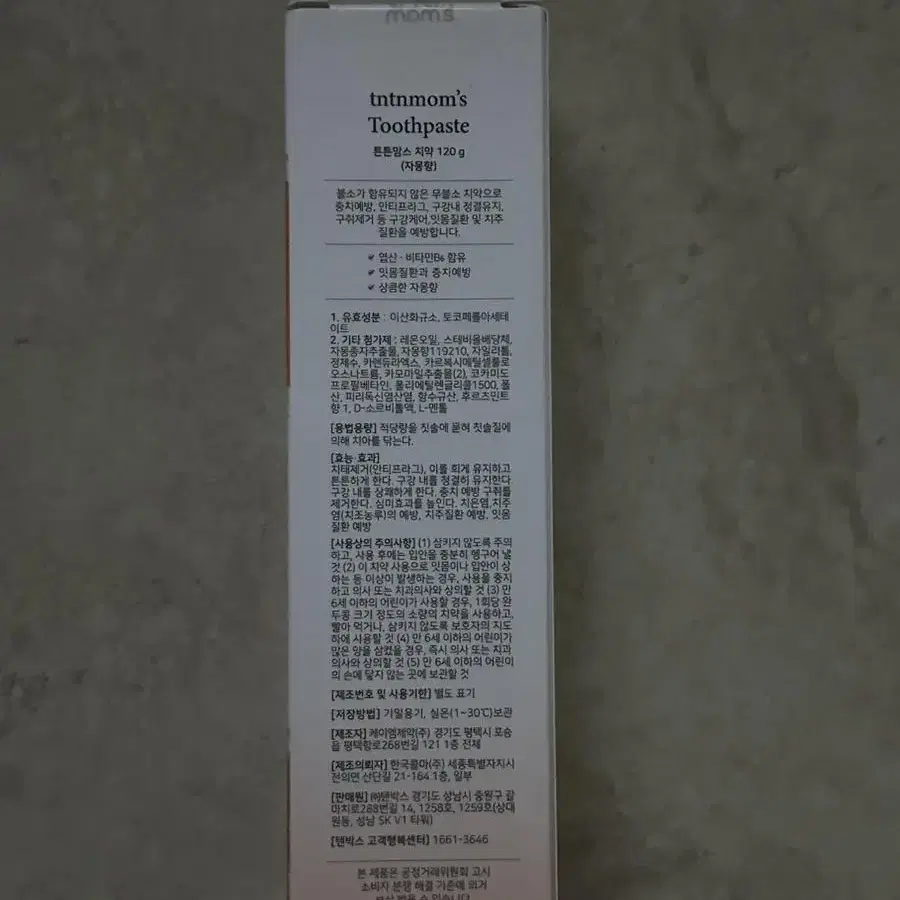 mom's
tntnmom's
Toothpaste
튼튼맘스 치약 120 g
(자몽향)
불소가 함유되지 않은 무불소 치약으로
충치예방, 안티프라그, 구강내 청결유지,
구취제거 등 구강케어,잇몸질환 및 치주
질환을 예방합니다.
✔ 엽산 · 비타민B₆ 함유
✔ 잇몸질환과 충치예방
✔ 상큼한 자몽향
1. 유효성분 : 이산화규소, 토코페롤아세테
이트
2. 기타 첨가제 : 레몬오일, 스테비올배당체,
자몽종자추출물, 자몽향119210, 자일리톨,
정제수, 카렌듀라엑스, 카르복시메틸셀룰로
오스나트륨, 카모마일추출물(2), 코카미도
프로필베타인, 폴리에틸렌글리콜1500, 폴
산, 피리독신염산염, 함수규산, 후르츠민트
향 1, D-소르비톨액, L-멘톨
[용법용량] 적당량을 칫솔에 묻혀 칫솔질에
의해 치아를 닦는다.
[효능·효과]
치태제거(안티프라그), 이를 희게 유지하고
튼튼하게 한다. 구강 내를 청결히 유지한다.
구강 내를 상쾌하게 한다. 충치 예방 구취를
제거한다. 심미효과를 높인다. 치은염,치주
염(치조농루)의 예방, 치주질환 예방, 잇몸
질환 예방
[사용상의 주의사항] (1) 삼키지 않도록 주의
하고, 사용 후에는 입안을 충분히 헹구어 낼
것 (2) 이 치약 사용으로 잇몸이나 입안이 상
하는 등 이상이 발생하는 경우, 사용을 중지
하고 의사 또는 치과의사와 상의할 것 (3) 만
6세 이하의 어린이가 사용할 경우, 1회당 완
두콩 크기 정도의 소량의 치약을 사용하고,
빨아 먹거나, 삼키지 않도록 보호자의 지도
하에 사용할 것 (4) 만 6세 이하의 어린이가
많은 양을 삼켰을 경우, 즉시 의사 또는 치과
의사와 상의할 것 (5) 만 6세 이하의 어린이
의 손에 닿지 않는 곳에 보관할 것
[제조번호 및 사용기한] 별도 표기
[저장방법] 기밀용기, 실온(1~30℃)보관
[제조자] 케이엠제약(주) 경기도 평택시 포승
읍 평택항로268번길 121 1층 전체
[제조의뢰자] 한국콜마(주) 세종특별자치시
전의면 산단길 21-164 1층, 일부
[판매원] ㈜텐박스 경기도 성남시 중원구 갈
마치로288번길 14, 1258호, 1259호(상대
원동, 성남 SK V1 타워)
[텐박스 고객행복센터] 1661-3646
본 제품은 공정거래위원회 고시
소비자 분쟁 해결 기준에 의거
보상 받을 수 있습니다